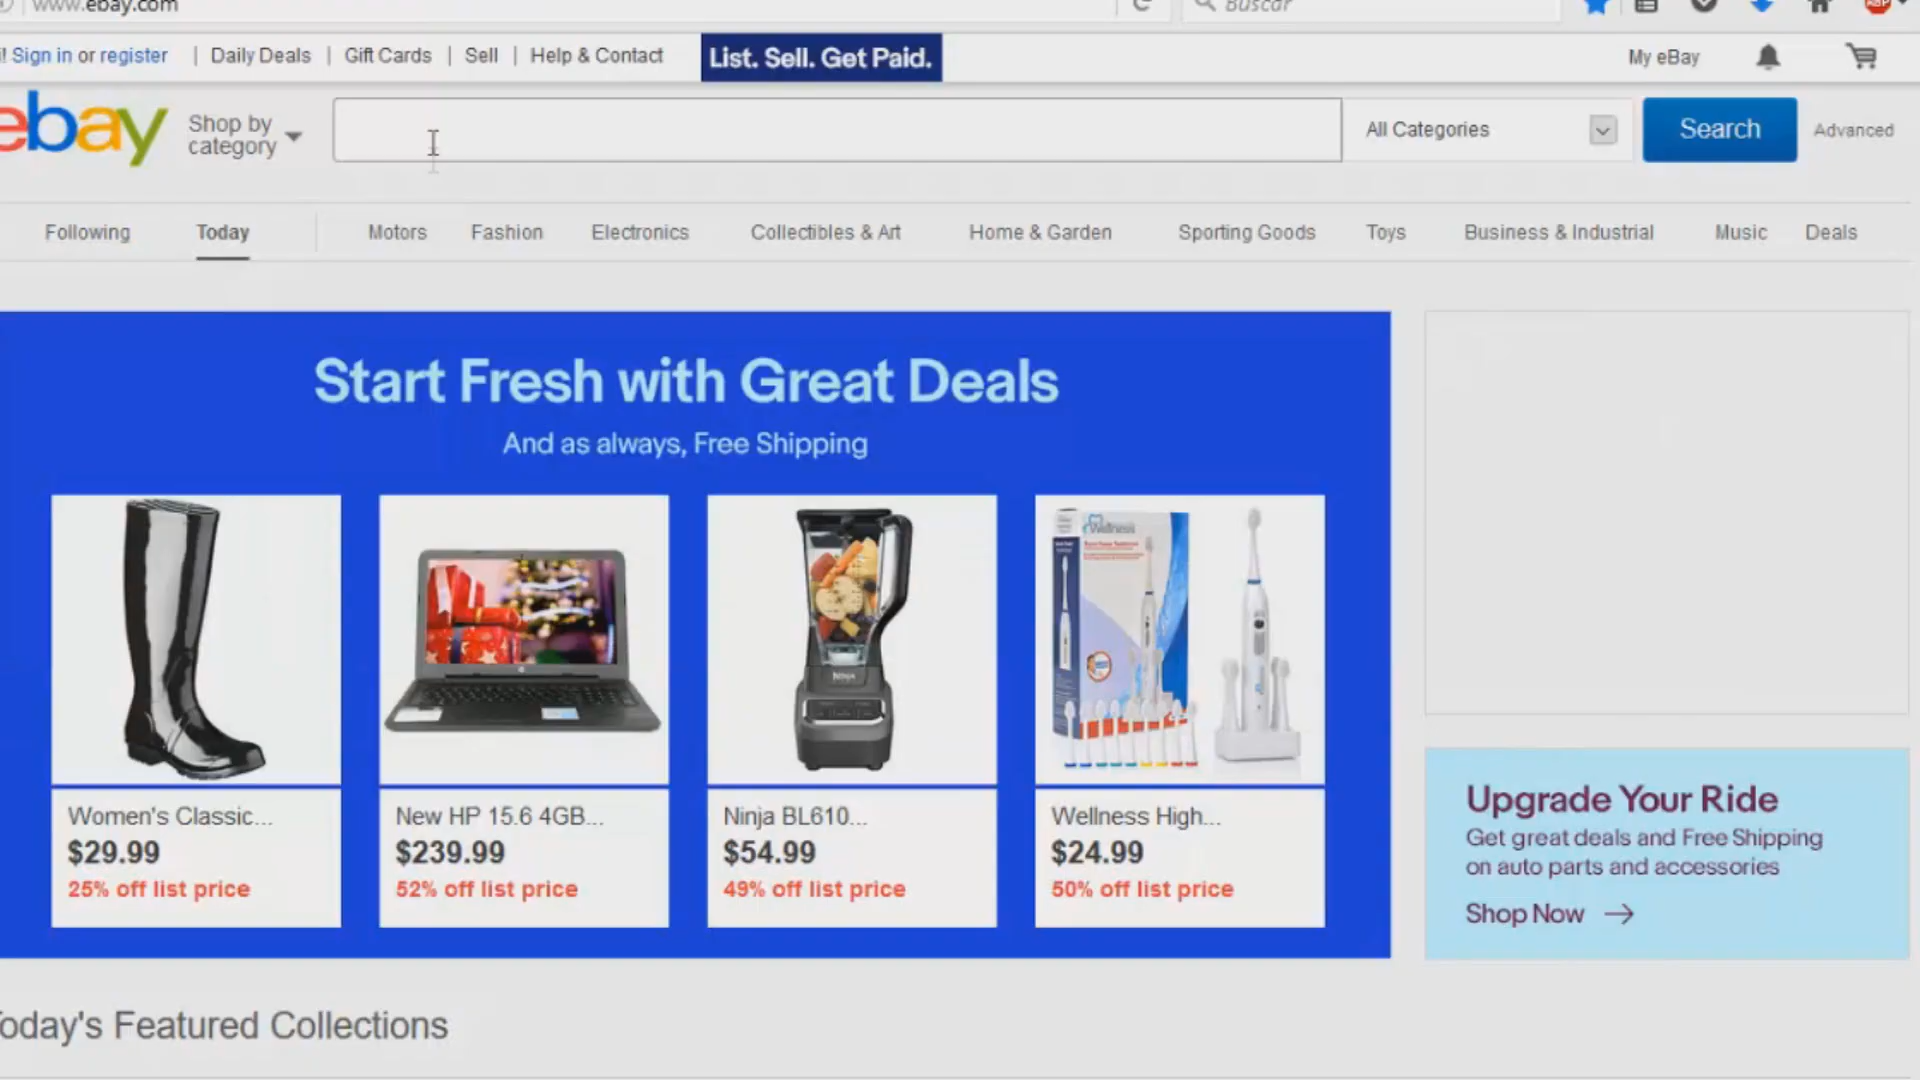 www.ebay.com
Buscar
ABP
! Sign in or register | Daily Deals | Gift Cards | Sell | Help & Contact
List. Sell. Get Paid.
My eBay
ebay
Shop by
category
All Categories
Search
Advanced
Following
Today
Motors
Fashion
Electronics
Collectibles & Art
Home & Garden
Sporting Goods
Toys
Business & Industrial
Music
Deals
Start Fresh with Great Deals
And as always, Free Shipping
Wellness
NINJA
Women's Classic...
$29.99
25% off list price
New HP 15.6 4GB...
$239.99
52% off list price
Ninja BL610...
$54.99
49% off list price
Wellness High...
$24.99
50% off list price
Upgrade Your Ride
Get great deals and Free Shipping
on auto parts and accessories
Shop Now
oday's Featured Collections